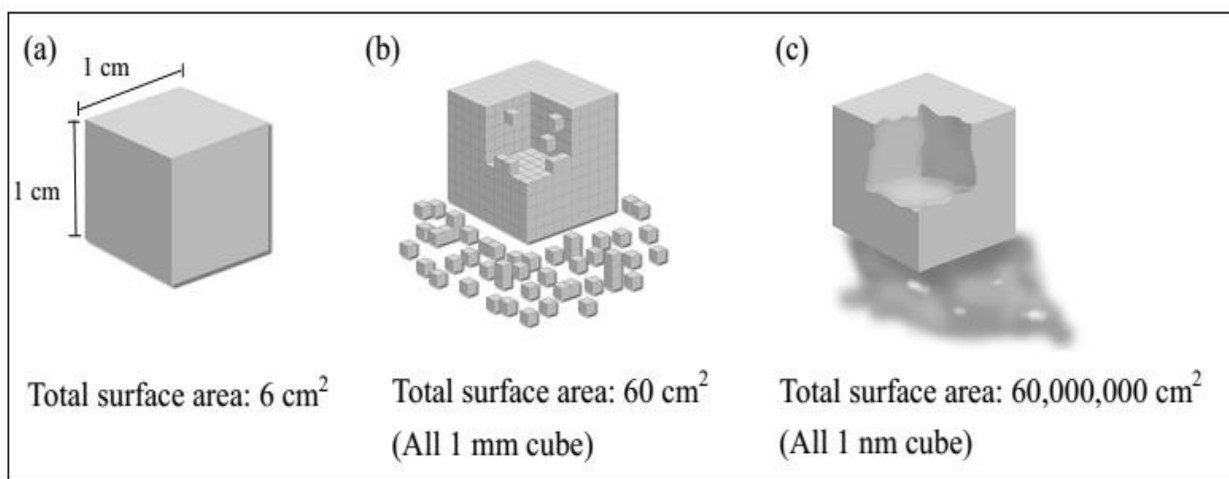 (a)
1 cm
1 cm
Total surface area: 6 cm²
(b)
Total surface area: 60 cm²
(All 1 mm cube)
(c)
Total surface area: 60,000,000 cm²
(All 1 nm cube)